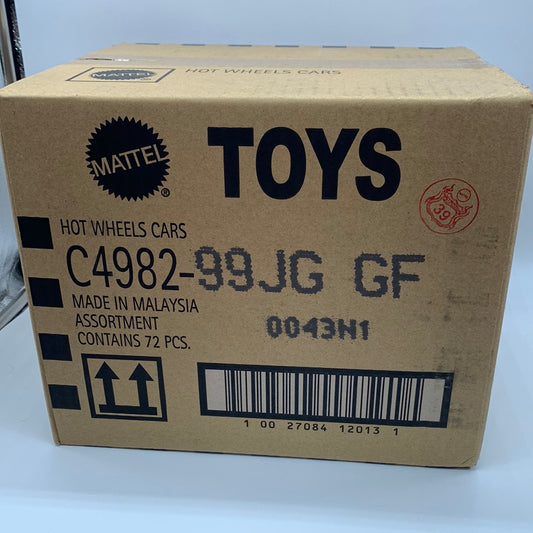 HOT WHEELS CARS
MATTEL
MATTEL
®
TOYS
39
HOT WHEELS CARS
C4982-99JG GF
MADE IN MALAYSIA
0043H1
ASSORTMENT
CONTAINS 72 PCS.
1 00 27084 12013 1